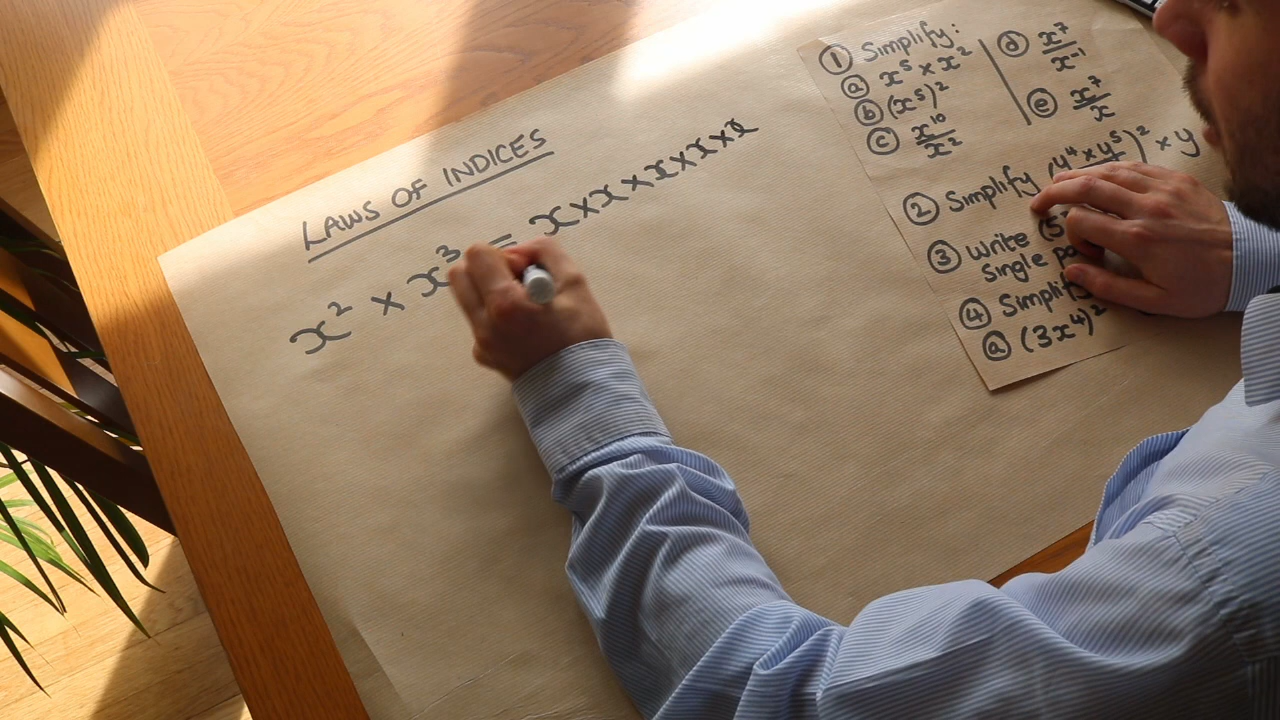 LAWS OF INDICES
x² × x³ = x×x×x×x×x
① Simplify:
ⓐ x⁵ × x²
ⓑ (x⁵)²
ⓒ x¹⁰/x²
ⓓ x⁷/x⁻¹
ⓔ x⁷/x
② Simplify (y⁴×y⁵)² × y
③ Write (5
single
④ Simplify
ⓐ (3x⁴)²